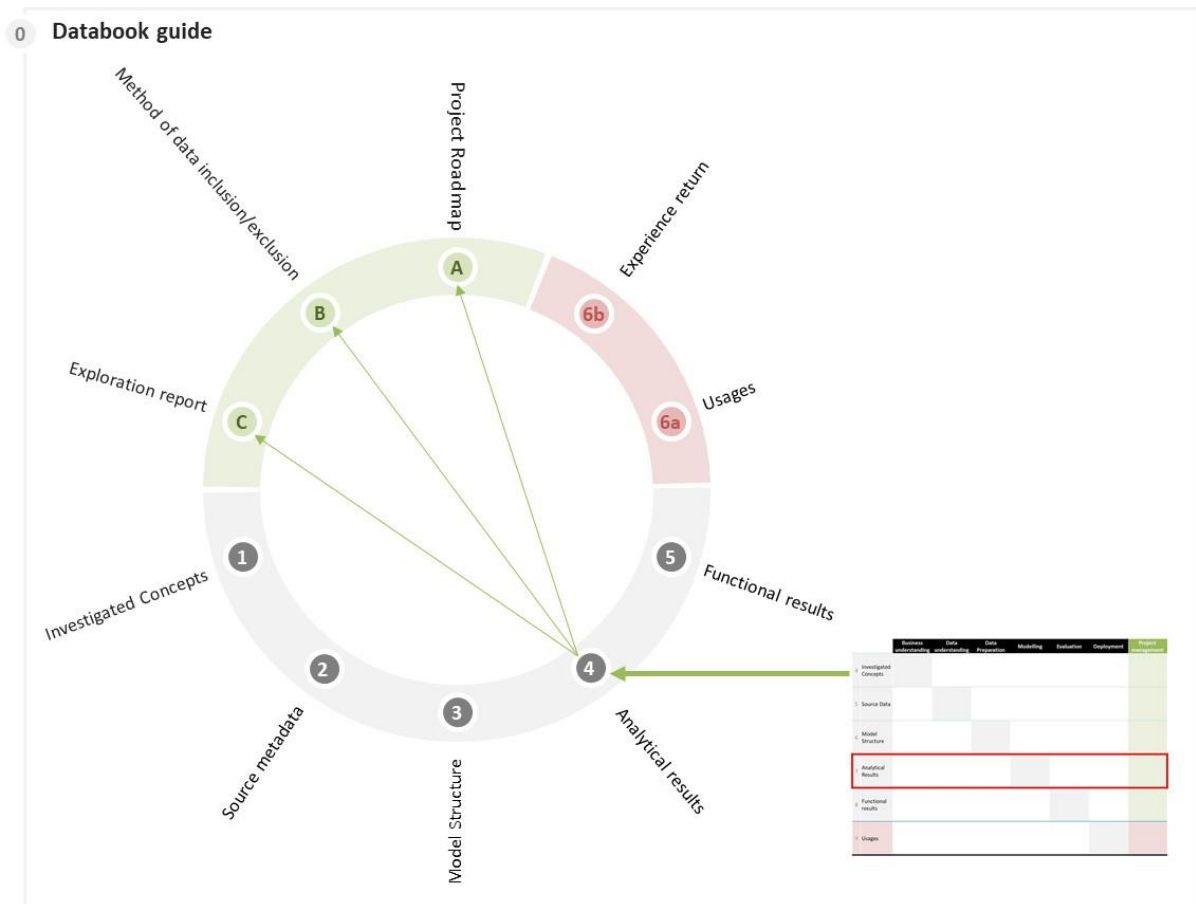 0
Databook guide
Method of data inclusion/exclusion
Project Roadmap
Experience return
A
B
6b
Exploration report
Usages
C
6a
1
5
Investigated Concepts
Functional results
2
4
3
Source metadata
Model Structure
Analytical results
Business understanding
Data understanding
Data Preparation
Modelling
Evaluation
Deployment
Project management
Investigated
Concepts
Source Data
Model
Structure
Analytical
Results
Functional
results
Usages